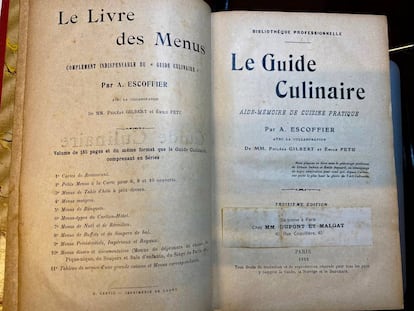 Le Livre
des Menus
COMPLÉMENT INDISPENSABLE DU « GUIDE CULINAIRE »
Par A. ESCOFFIER
AVEC LA COLLABORATION
DE MM. PHILÉAS GILBERT et ÉMILE FETU
Volume de 165 pages et du même format que le Guide Culinaire
comprenant en Séries :
1° Cartes de Restaurant.
2° Petits Menus à la Carte pour 6, 8 et 10 couverts.
3° Menus de Table d'hôte à prix-divers.
4° Menus maigres.
5° Menus de Banquets.
6° Menus-types du Carlton-Hôtel.
7° Menus de Noël et de Réveillon.
8° Menus de Buffets et de Soupers de bal.
9° Menus Présidentiels, Impériaux et Royaux.
10° Menus divers et documentaires
11° Tableau de service d'une grande cuisine et Menus correspondants.
BIBLIOTHÈQUE PROFESSIONNELLE
Le Guide
Culinaire
AIDE-MÉMOIRE DE CUISINE PRATIQUE
Par A. ESCOFFIER
AVEC LA COLLABORATION
DE MM. PHILÉAS GILBERT et ÉMILE FETU
TROISIÈME ÉDITION
Chez MM. DUPONT ET MALGAT
PARIS